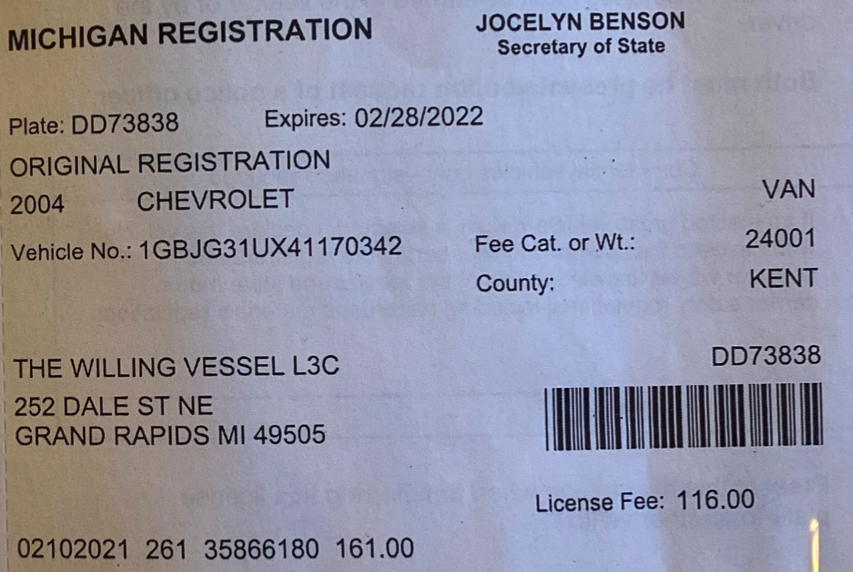 MICHIGAN REGISTRATION
JOCELYN BENSON
Secretary of State
Plate: DD73838 Expires: 02/28/2022
ORIGINAL REGISTRATION
2004 CHEVROLET VAN
Vehicle No.: 1GBJG31UX41170342 Fee Cat. or Wt.: 24001
County: KENT
THE WILLING VESSEL L3C DD73838
252 DALE ST NE
GRAND RAPIDS MI 49505
License Fee: 116.00
02102021 261 35866180 161.00